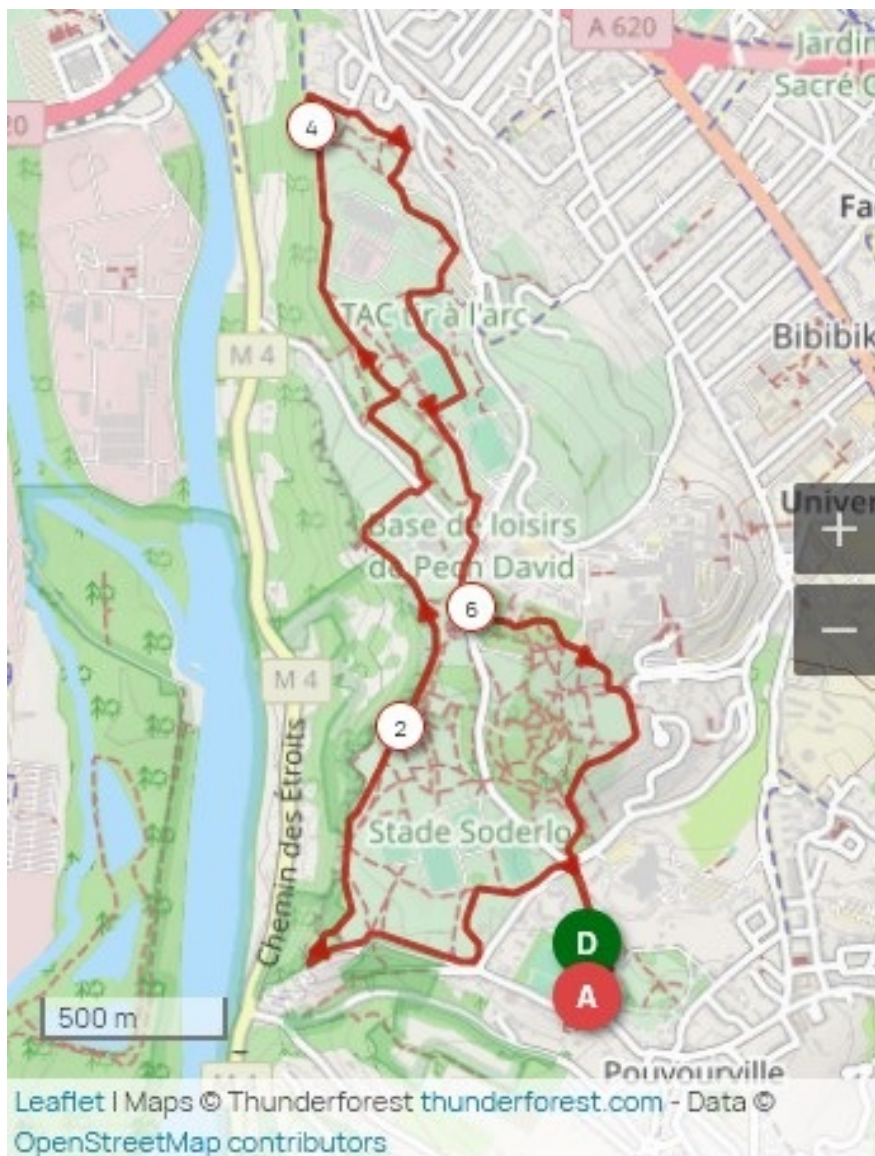 A 620
Jardin
Sacré C
20
4
Fa
TAC tir à l'arc
M 4
Bibibik
Univer
+
Base de loisirs
de Pech David
6
−
M 4
2
Chemin des Étroits
Stade Soderlo
D
A
500 m
Pouvourville
Leaflet | Maps © Thunderforest thunderforest.com - Data ©
OpenStreetMap contributors